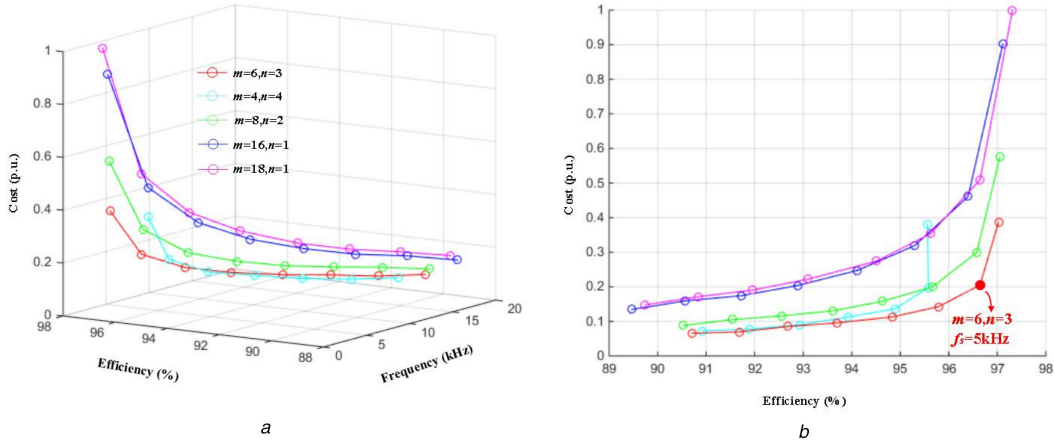 1
0.8
0.6
0.4
0.2
0
Cost (p.u.)
98
96
94
92
90
88
Efficiency (%)
0
5
10
15
20
Frequency (kHz)
m=6,n=3
m=4,n=4
m=8,n=2
m=16,n=1
m=18,n=1
a
1
0.9
0.8
0.7
0.6
0.5
0.4
0.3
0.2
0.1
0
Cost (p.u.)
89
90
91
92
93
94
95
96
97
98
Efficiency (%)
m=6,n=3
fs=5kHz
b